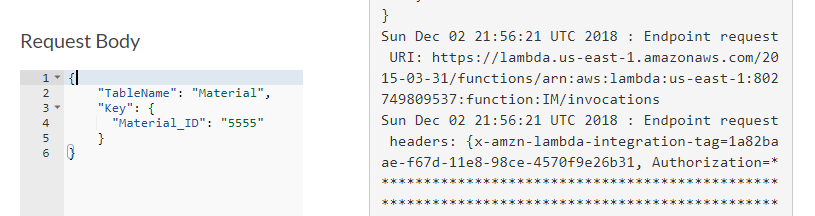 Request Body
1 {
2 "TableName": "Material",
3 "Key": {
4 "Material_ID": "5555"
5 }
6 }
}
Sun Dec 02 21:56:21 UTC 2018 : Endpoint request
URI: https://lambda.us-east-1.amazonaws.com/20
15-03-31/functions/arn:aws:lambda:us-east-1:802
749809537:function:IM/invocations
Sun Dec 02 21:56:21 UTC 2018 : Endpoint request
headers: {x-amzn-lambda-integration-tag=1a82ba
ae-f67d-11e8-98ce-4570f9e26b31, Authorization=*
***********************************************
***********************************************